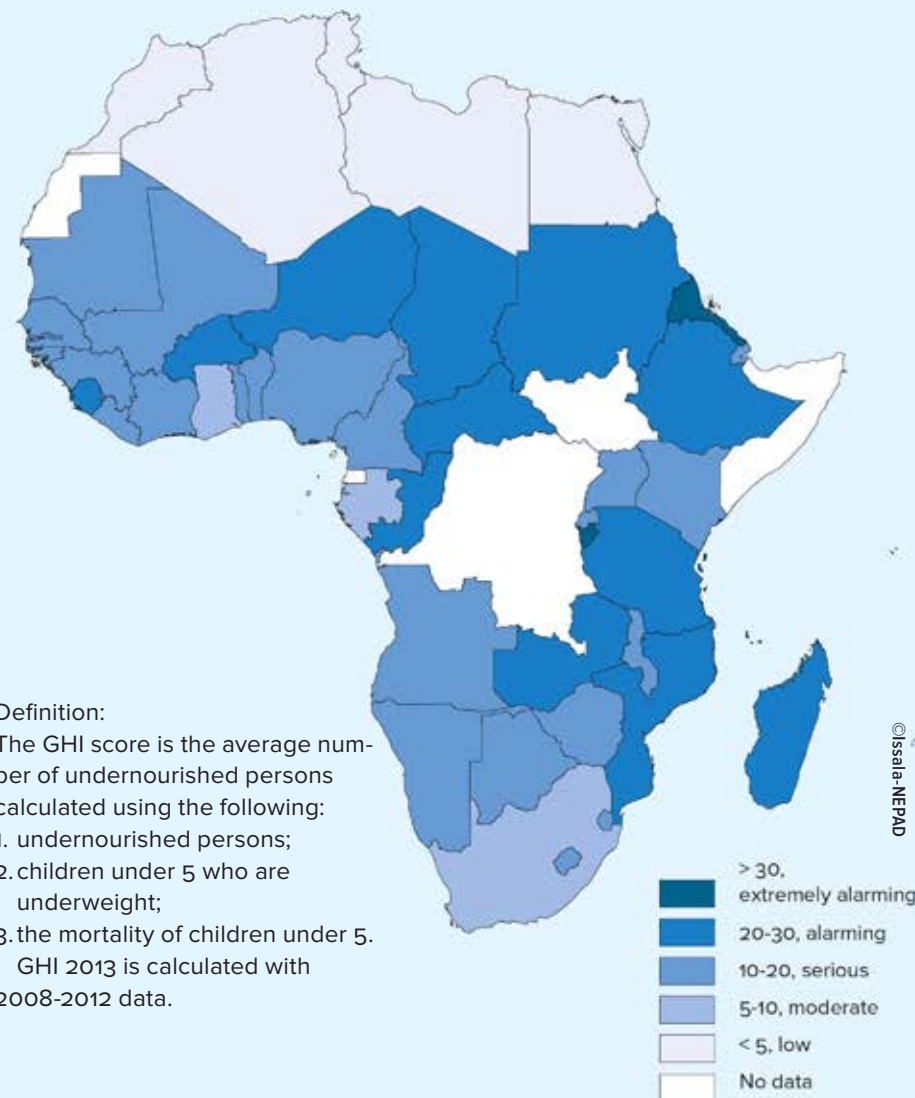 Definition:
The GHI score is the average num-
ber of undernourished persons
calculated using the following:
1. undernourished persons;
2. children under 5 who are
underweight;
3. the mortality of children under 5.
GHI 2013 is calculated with
2008-2012 data.
©Issala-NEPAD
> 30,
extremely alarming
20-30, alarming
10-20, serious
5-10, moderate
< 5, low
No data